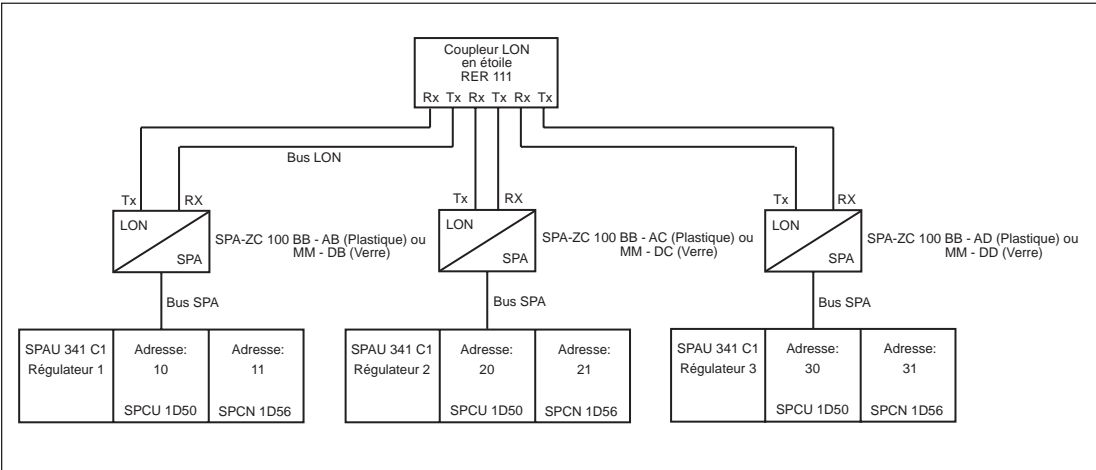 Coupleur LON
en étoile
RER 111
Rx Tx Rx Tx Rx Tx
Bus LON
Tx RX
LON
SPA
SPA-ZC 100 BB - AB (Plastique) ou
MM - DB (Verre)
Tx RX
LON
SPA
SPA-ZC 100 BB - AC (Plastique) ou
MM - DC (Verre)
Tx RX
LON
SPA
SPA-ZC 100 BB - AD (Plastique) ou
MM - DD (Verre)
Bus SPA
Bus SPA
Bus SPA
SPAU 341 C1
Régulateur 1
Adresse:
10
SPCU 1D50
Adresse:
11
SPCN 1D56
SPAU 341 C1
Régulateur 2
Adresse:
20
SPCU 1D50
Adresse:
21
SPCN 1D56
SPAU 341 C1
Régulateur 3
Adresse:
30
SPCU 1D50
Adresse:
31
SPCN 1D56